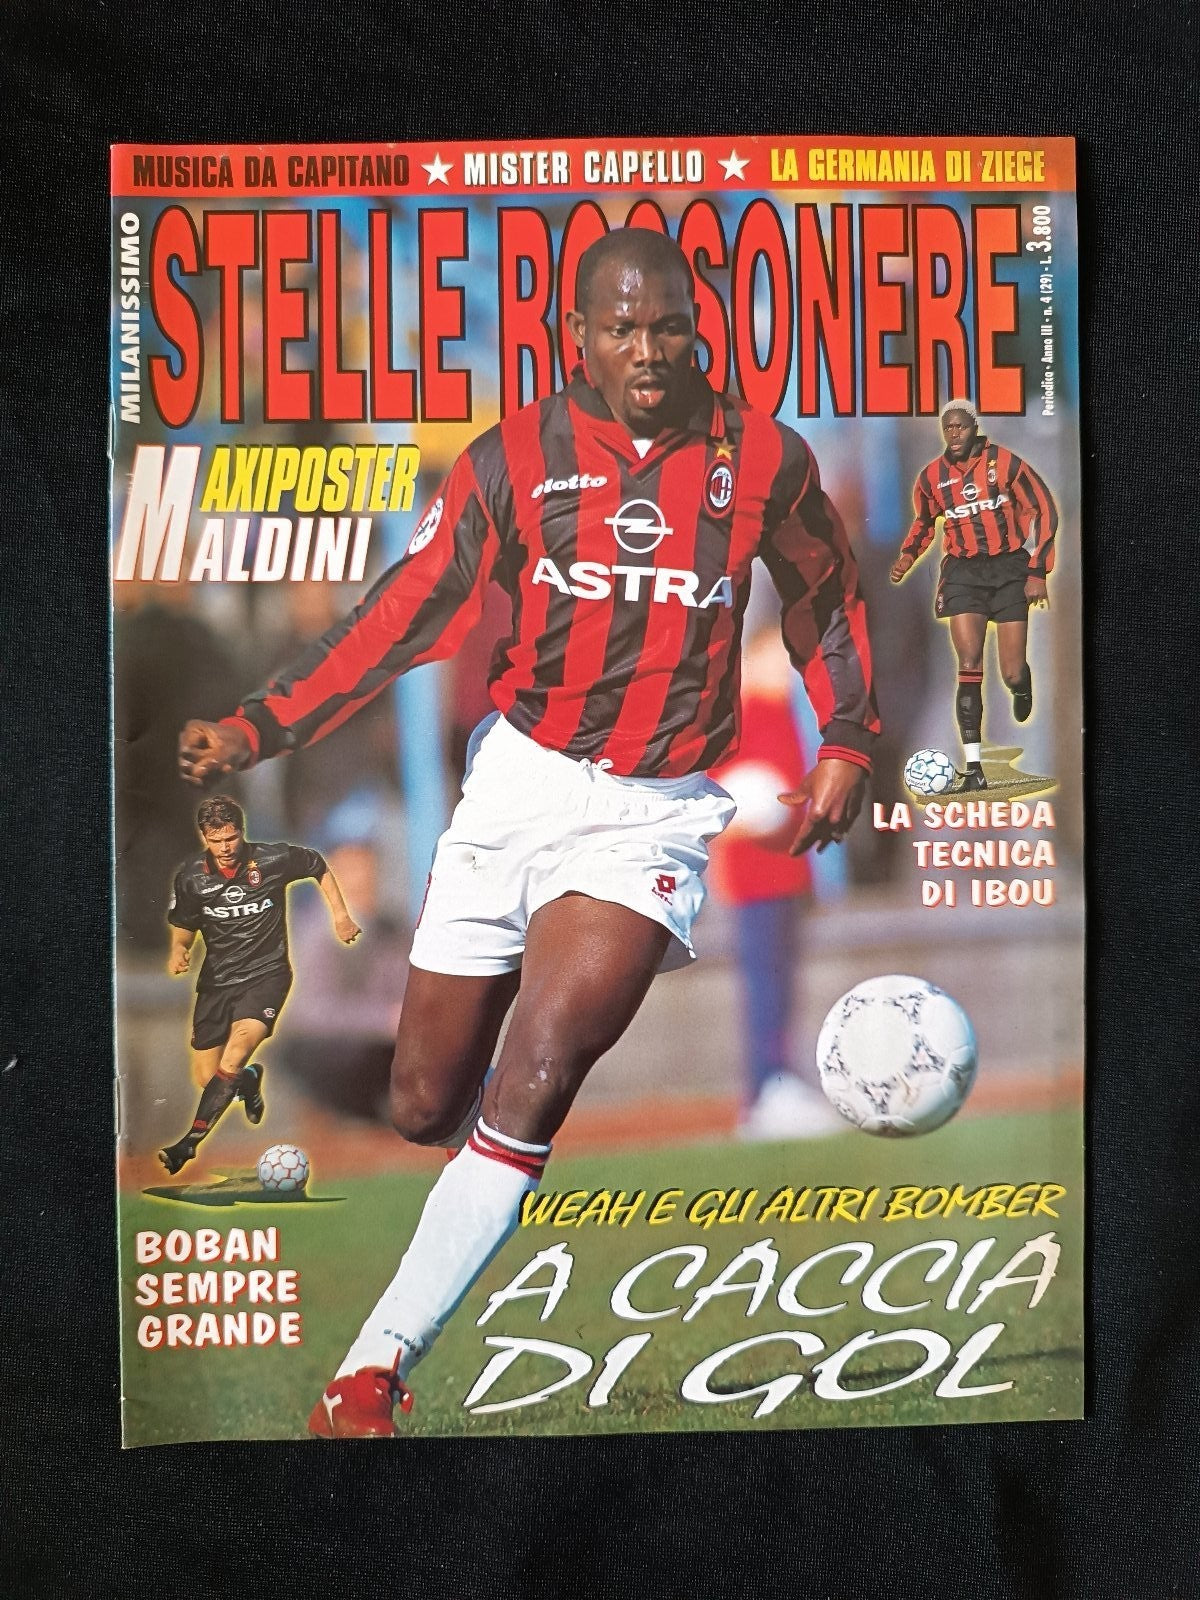 MUSICA DA CAPITANO ★ MISTER CAPELLO ★ LA GERMANIA DI ZIEGE
MILANISSIMO
STELLE ROSSONERE
Periodico - Anno III - n. 4 (29) - L. 3.800
MAXIPOSTER
MALDINI
lotto
ASTRA
lotto
ASTRA
LA SCHEDA
TECNICA
DI IBOU
lotto
ASTRA
BOBAN
SEMPRE
GRANDE
WEAH E GLI ALTRI BOMBER
A CACCIA
DI GOL